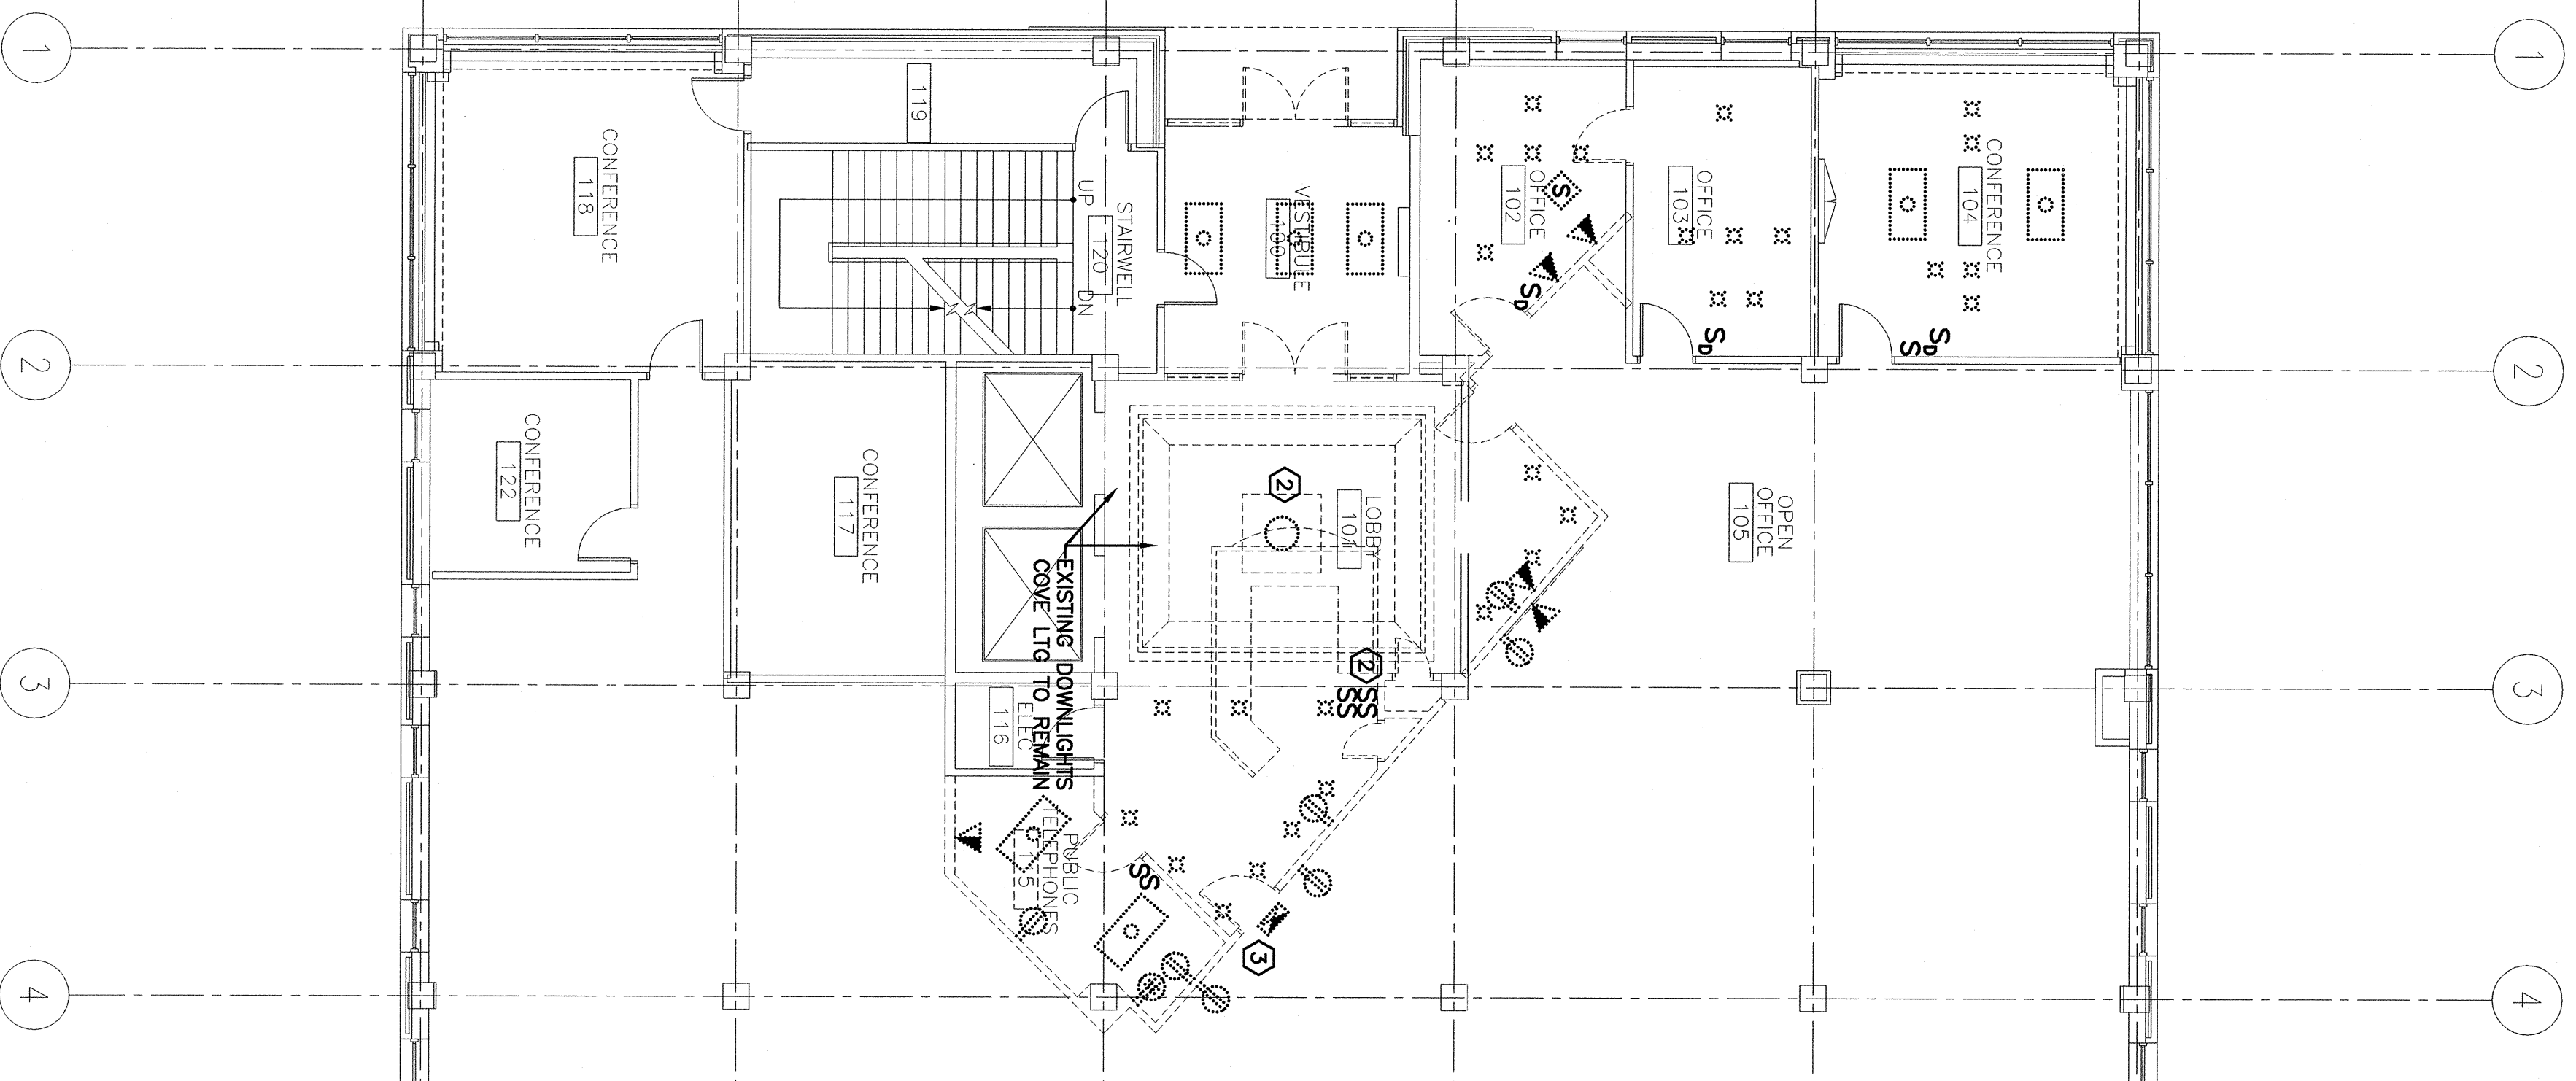 1
1
119
CONFERENCE
118
UP
STAIRWELL
120
DN
VESTIBULE
100
OFFICE
102
S
SD
OFFICE
103
SD
CONFERENCE
104
SD
S
2
2
CONFERENCE
122
CONFERENCE
117
2
LOBBY
101
OPEN
OFFICE
105
EXISTING DOWNLIGHTS
COVE LTG TO REMAIN
2
SS
SSS
3
3
ELEC
116
PUBLIC
TELEPHONES
115
SS
3
4
4